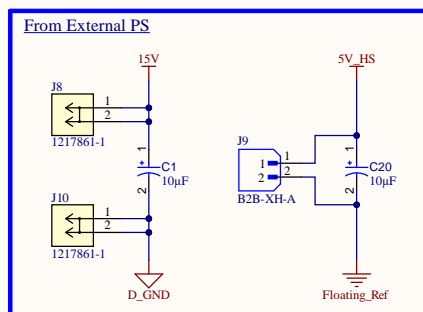 From External PS
15V
5V_HS
J8
1
2
1217861-1
1
+
C1
10µF
2
J9
1
1
2
2
B2B-XH-A
1
+
C20
10µF
2
J10
1
2
1217861-1
D_GND
Floating_Ref